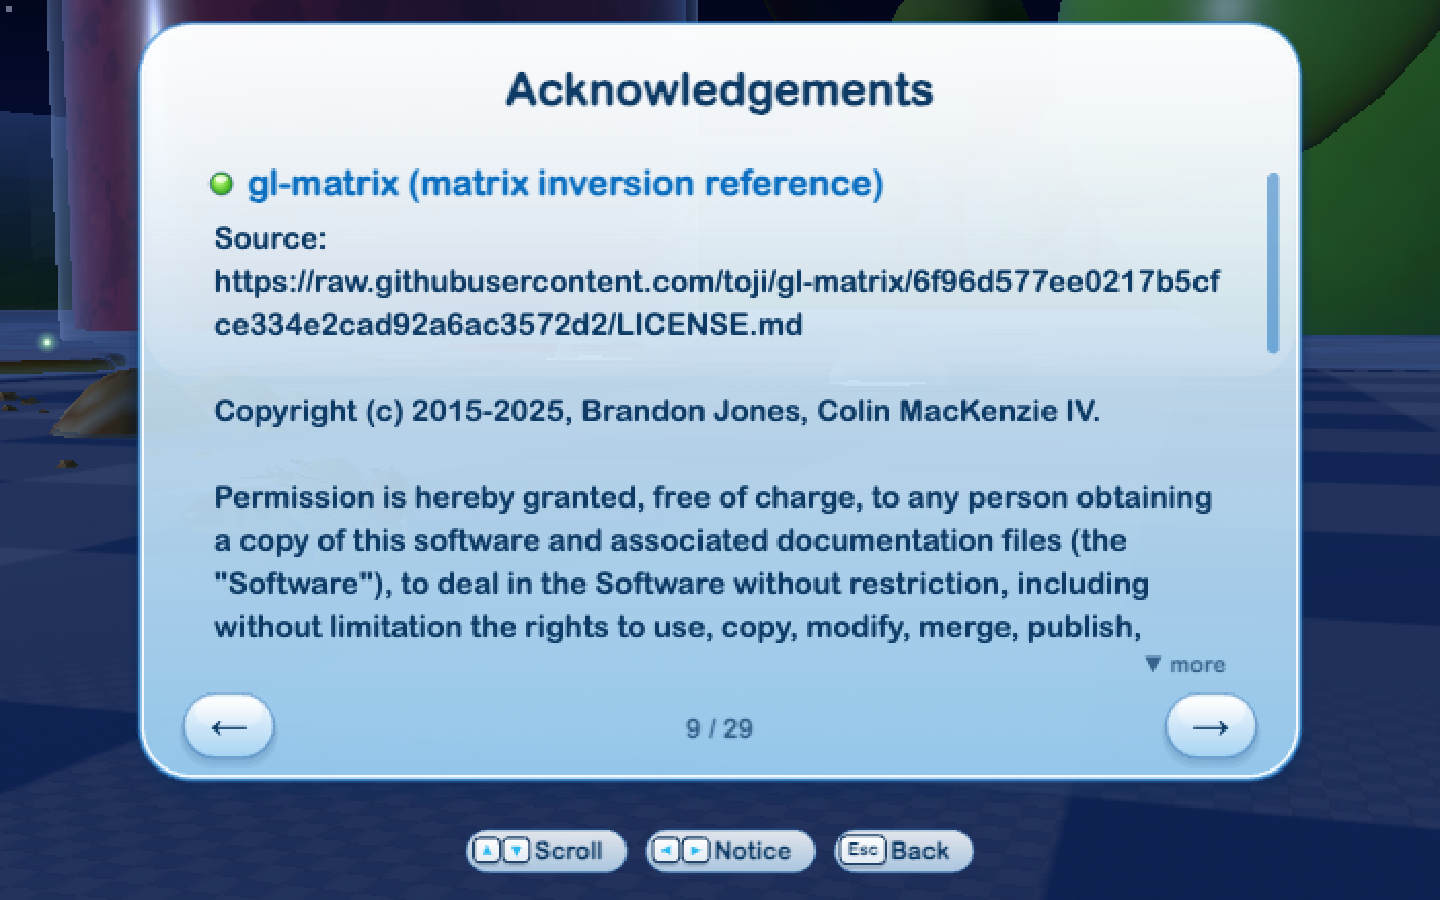 Acknowledgements
gl-matrix (matrix inversion reference)
Source:
https://raw.githubusercontent.com/toji/gl-matrix/6f96d577ee0217b5cf
ce334e2cad92a6ac3572d2/LICENSE.md
Copyright (c) 2015-2025, Brandon Jones, Colin MacKenzie IV.
Permission is hereby granted, free of charge, to any person obtaining
a copy of this software and associated documentation files (the
"Software"), to deal in the Software without restriction, including
without limitation the rights to use, copy, modify, merge, publish,
▼ more
← 9 / 29 →
▲ ▼ Scroll ◄ ► Notice Esc Back